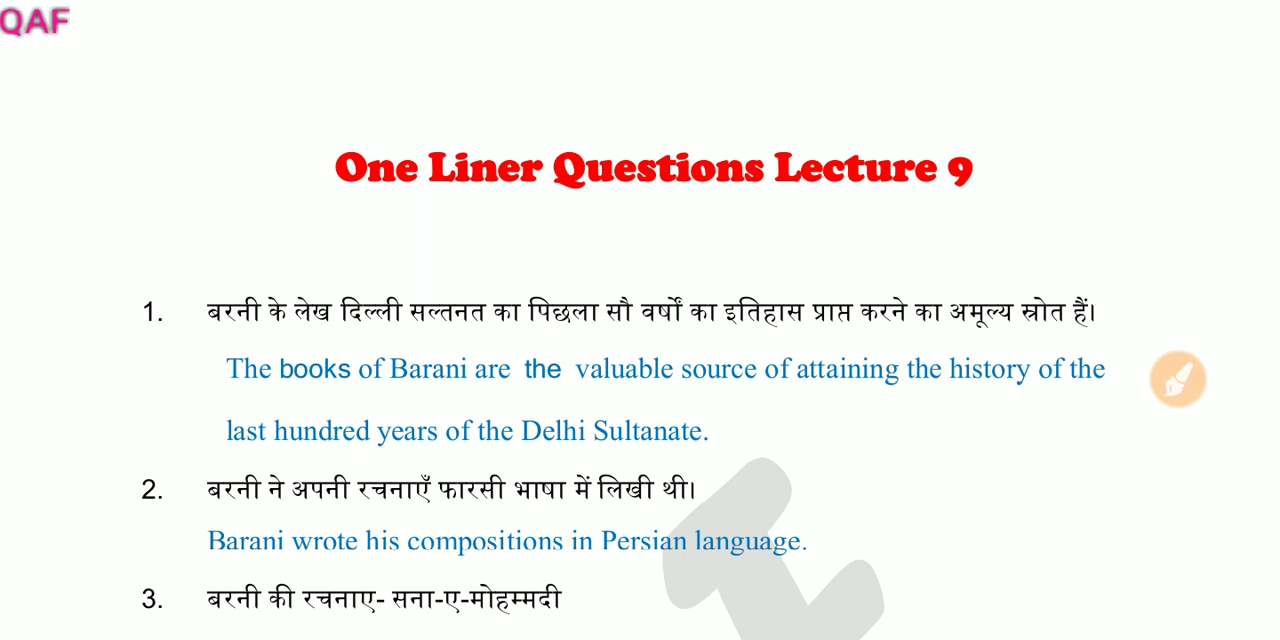 QAF
One Liner Questions Lecture 9
1. बरनी के लेख दिल्ली सल्तनत का पिछला सौ वर्षों का इतिहास प्राप्त करने का अमूल्य स्रोत हैं।
The books of Barani are the valuable source of attaining the history of the
last hundred years of the Delhi Sultanate.
2. बरनी ने अपनी रचनाएँ फारसी भाषा में लिखी थी।
Barani wrote his compositions in Persian language.
3. बरनी की रचनाए- सना-ए-मोहम्मदी